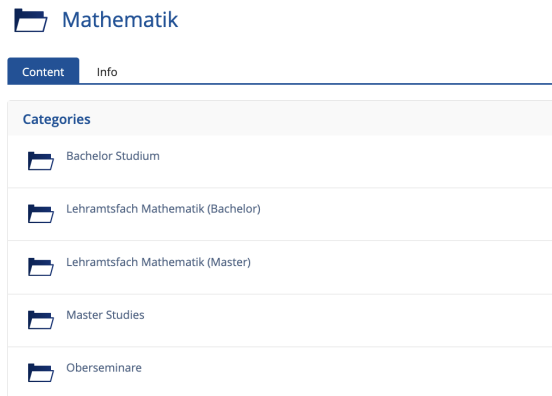 Mathematik
Content Info
Categories
Bachelor Studium
Lehramtsfach Mathematik (Bachelor)
Lehramtsfach Mathematik (Master)
Master Studies
Oberseminare